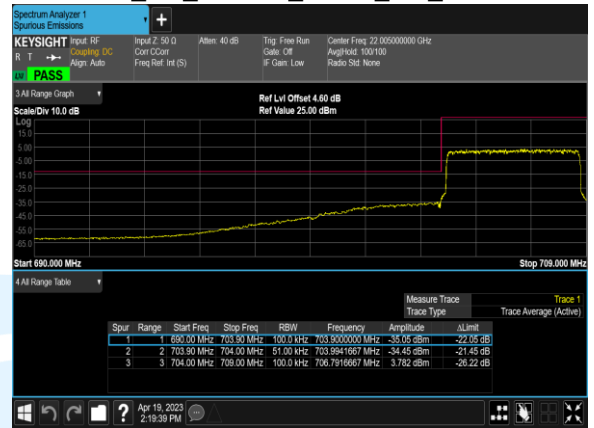 Spectrum Analyzer 1
Spurious Emissions
KEYSIGHT Input: RF Input Z: 50 Ω Atten: 40 dB Trig: Free Run Center Freq: 22.005000000 GHz
R T Coupling: DC Corr CCorr Gate: Off Avg|Hold: 100/100
Align: Auto Freq Ref: Int (S) IF Gain: Low Radio Std: None
PASS
3 All Range Graph
Ref Lvl Offset 4.60 dB
Scale/Div 10.0 dB Ref Value 25.00 dBm
Log
15.0
5.00
-5.00
-15.0
-25.0
-35.0
-45.0
-55.0
-65.0
Start 690.000 MHz Stop 709.000 MHz
4 All Range Table
Measure Trace Trace 1
Trace Type Trace Average (Active)
Spur Range Start Freq Stop Freq RBW Frequency Amplitude ΔLimit
1 1 690.00 MHz 703.90 MHz 100.0 kHz 703.9000000 MHz -35.05 dBm -22.05 dB
2 2 703.90 MHz 704.00 MHz 51.00 kHz 703.9941667 MHz -34.45 dBm -21.45 dB
3 3 704.00 MHz 709.00 MHz 100.0 kHz 706.7916667 MHz 3.782 dBm -26.22 dB
? Apr 19, 2023
2:19:39 PM